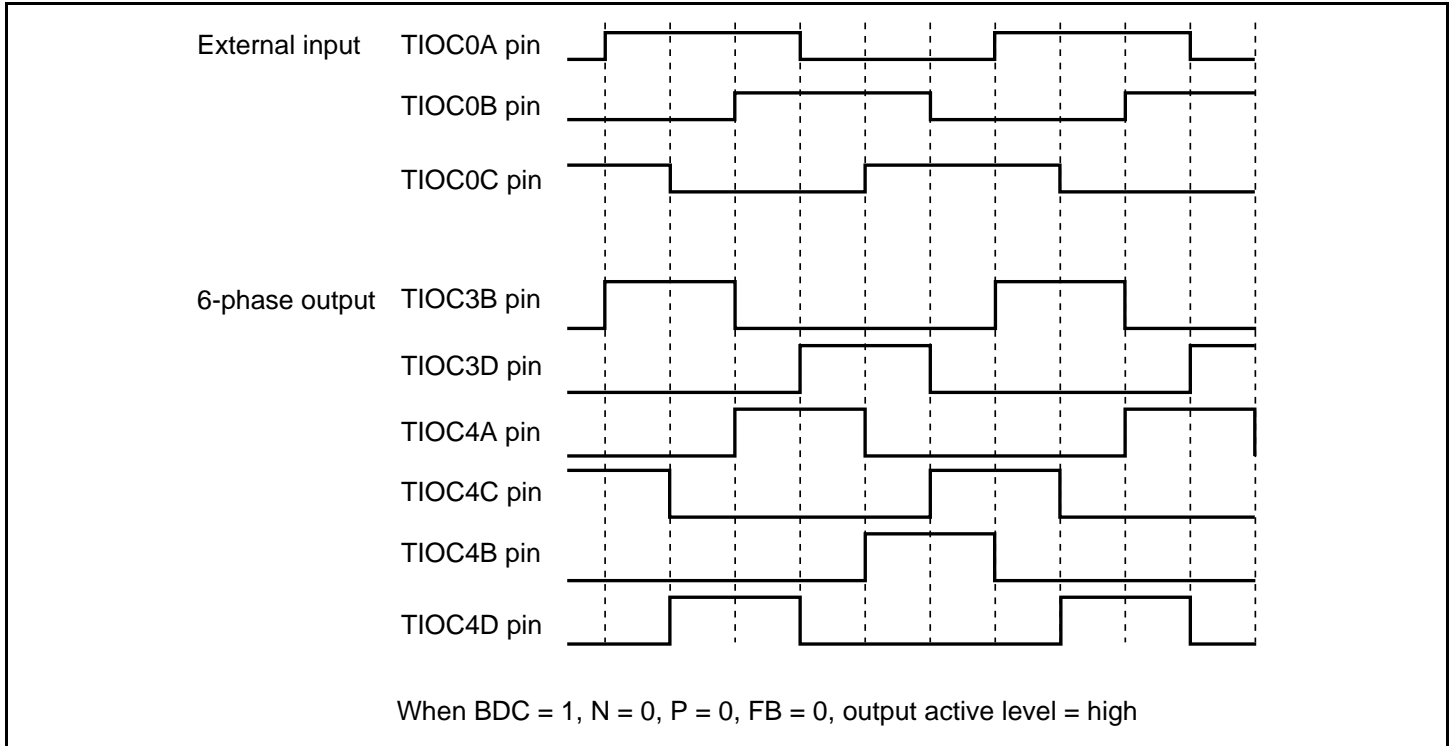 External input TIOC0A pin
TIOC0B pin
TIOC0C pin
6-phase output TIOC3B pin
TIOC3D pin
TIOC4A pin
TIOC4C pin
TIOC4B pin
TIOC4D pin
When BDC = 1, N = 0, P = 0, FB = 0, output active level = high